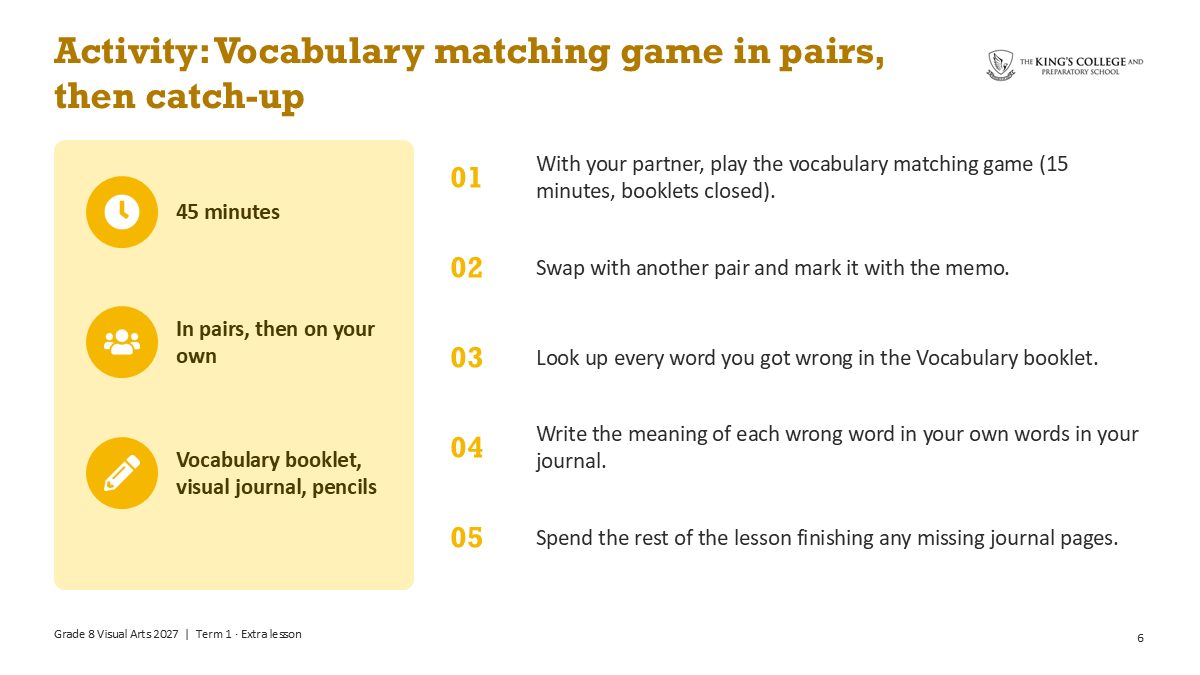 Activity: Vocabulary matching game in pairs,
then catch-up
THE KING'S COLLEGE AND
PREPARATORY SCHOOL
45 minutes
In pairs, then on your
own
Vocabulary booklet,
visual journal, pencils
01
With your partner, play the vocabulary matching game (15
minutes, booklets closed).
02
Swap with another pair and mark it with the memo.
03
Look up every word you got wrong in the Vocabulary booklet.
04
Write the meaning of each wrong word in your own words in your
journal.
05
Spend the rest of the lesson finishing any missing journal pages.
Grade 8 Visual Arts 2027 | Term 1 · Extra lesson
6